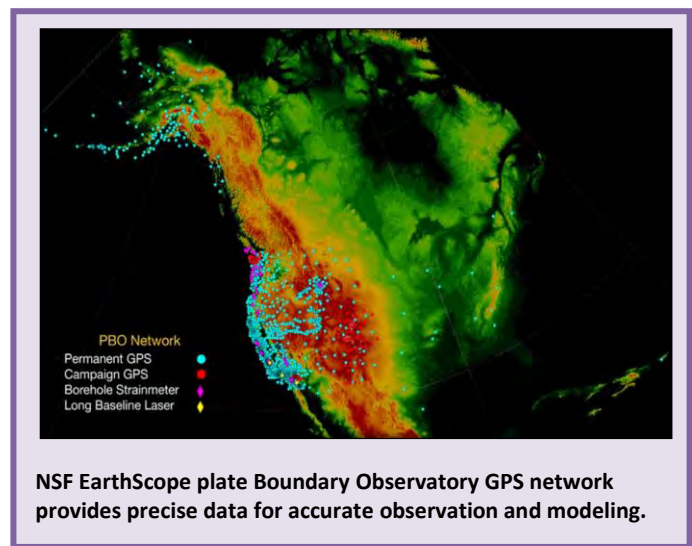 PBO Network
Permanent GPS
Campaign GPS
Borehole Strainmeter
Long Baseline Laser
NSF EarthScope plate Boundary Observatory GPS network
provides precise data for accurate observation and modeling.